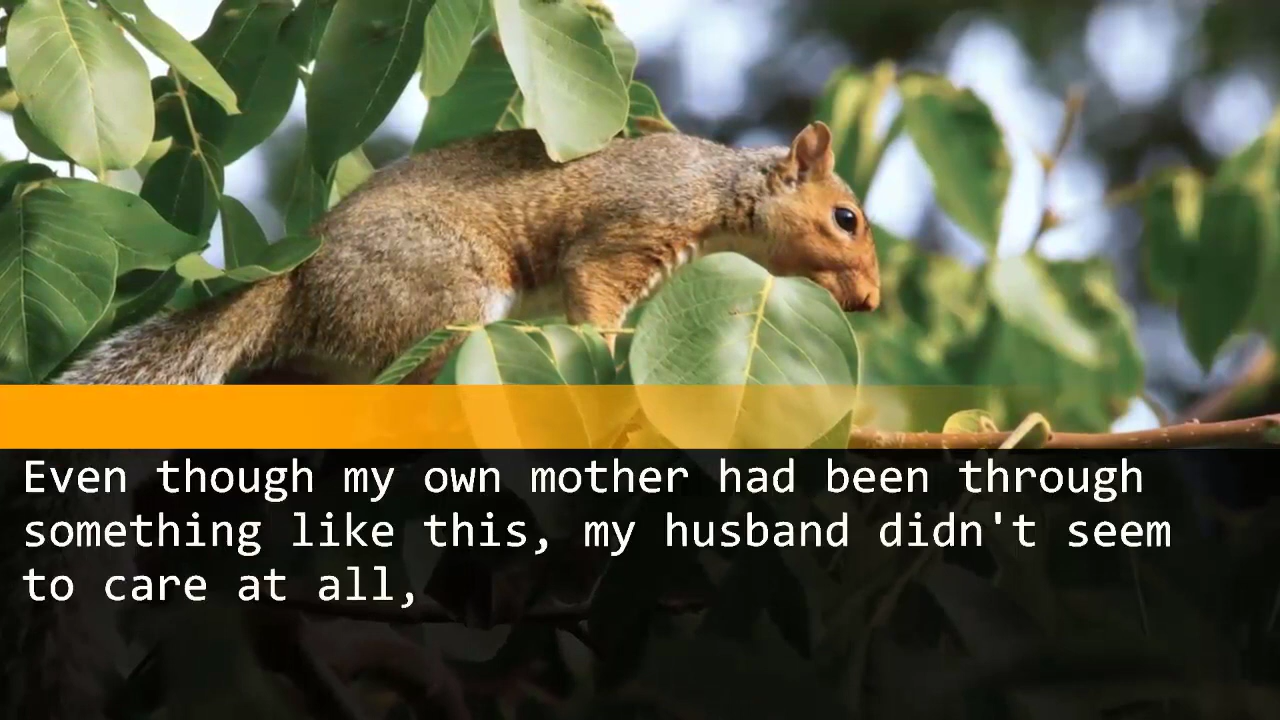 Even though my own mother had been through
something like this, my husband didn't seem
to care at all,